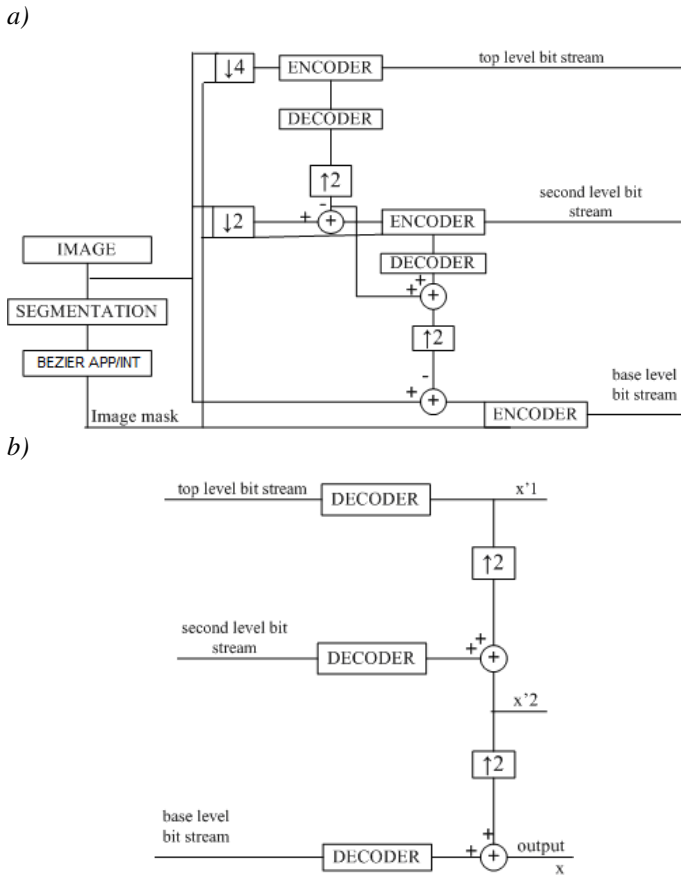 a)
↓4
ENCODER
top level bit stream
DECODER
↑2
-
second level bit
stream
↓2
+
+
ENCODER
IMAGE
DECODER
+
+
+
SEGMENTATION
↑2
BEZIER APP/INT
-
base level
bit stream
+
+
Image mask
ENCODER
b)
top level bit stream
DECODER
x'1
↑2
second level bit
stream
+
+
+
DECODER
x'2
↑2
base level
bit stream
+
+
+
output
DECODER
x